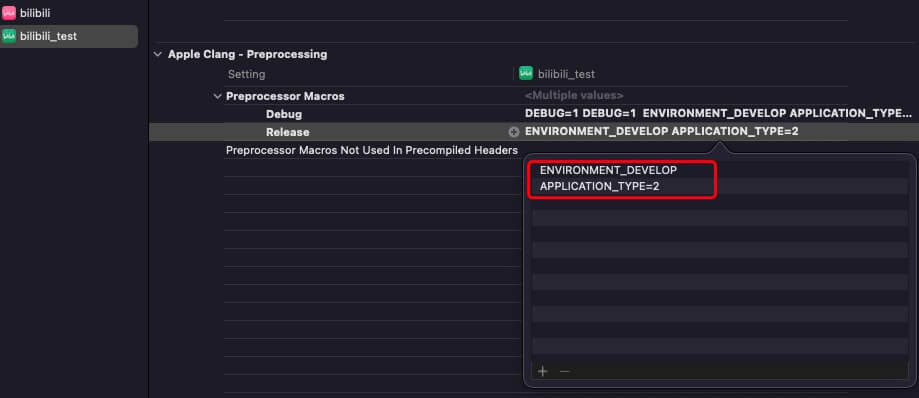 bilibili
bilibili_test
Apple Clang - Preprocessing
Setting
bilibili_test
Preprocessor Macros
<Multiple values>
Debug
DEBUG=1 DEBUG=1 ENVIRONMENT_DEVELOP APPLICATION_TYPE...
Release
ENVIRONMENT_DEVELOP APPLICATION_TYPE=2
Preprocessor Macros Not Used In Precompiled Headers
ENVIRONMENT_DEVELOP
APPLICATION_TYPE=2